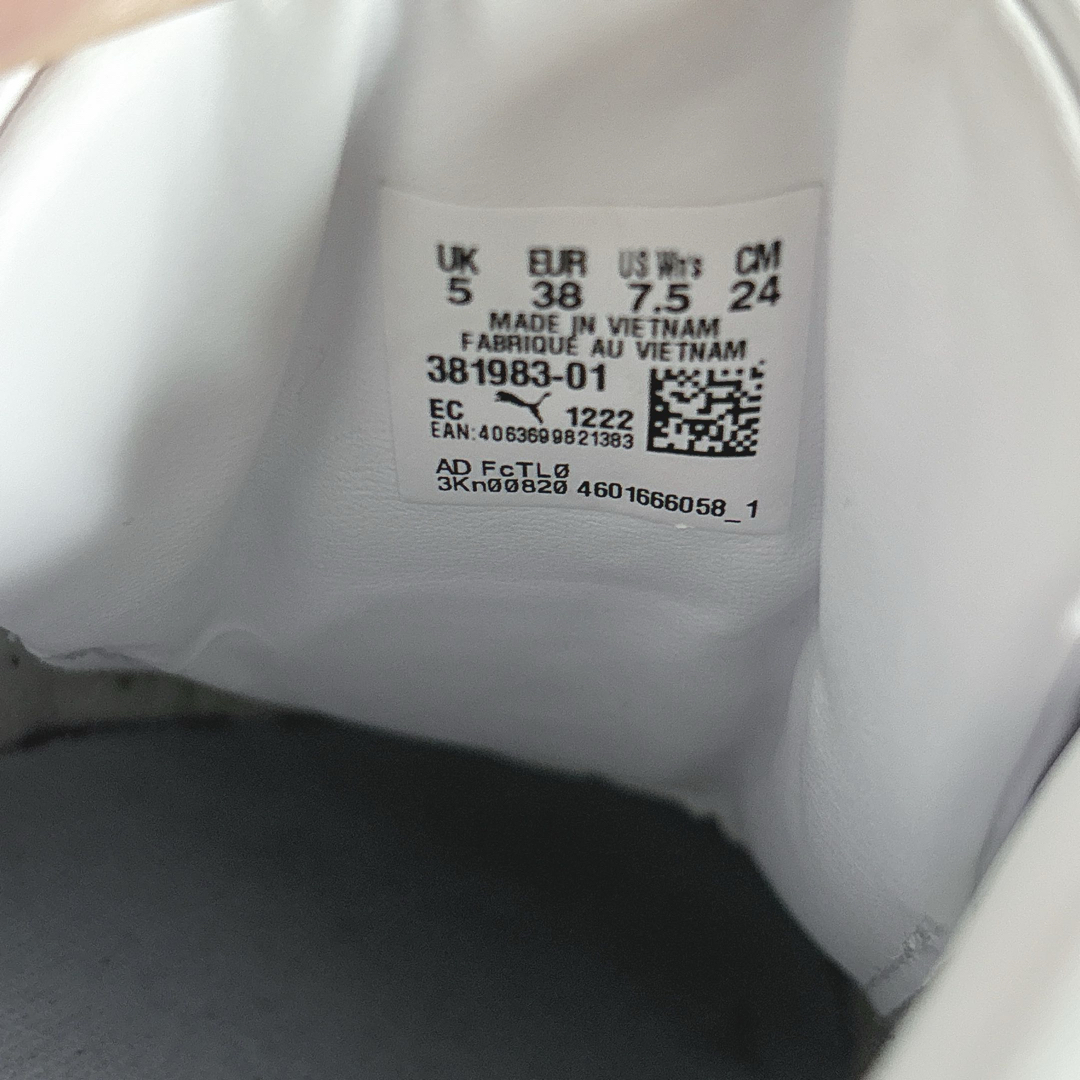 UK EUR US Wn's CM
5 38 7.5 24
MADE IN VIETNAM
FABRIQUÉ AU VIETNAM
381983-01
EC 1222
EAN:4063699821383
AD FcTL0
3Kn00820 4601666058_1